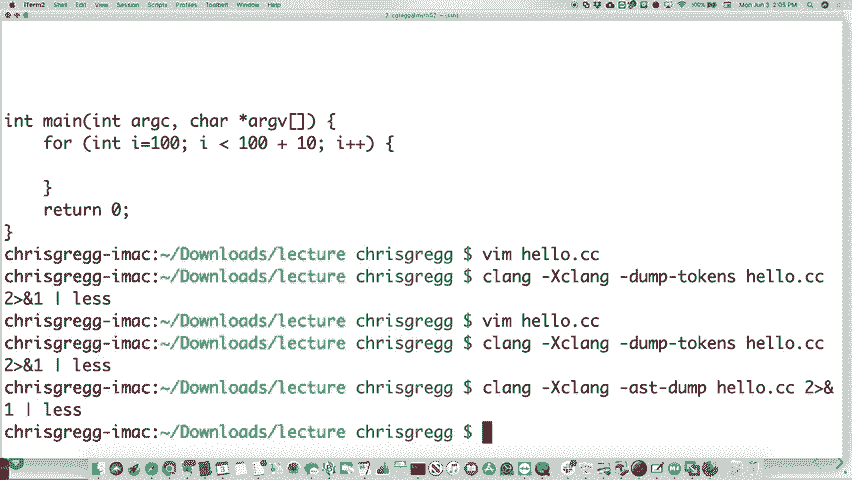 iTerm2 Shell Edit View Session Scripts Profiles Toolbelt Window Help 100% Mon Jun 3 2:05 PM
int main(int argc, char *argv[]) {
for (int i=100; i < 100 + 10; i++) {
}
return 0;
}
chrisgregg-imac:~/Downloads/lecture chrisgregg $ vim hello.cc
chrisgregg-imac:~/Downloads/lecture chrisgregg $ clang -Xclang -dump-tokens hello.cc
2>&1 | less
chrisgregg-imac:~/Downloads/lecture chrisgregg $ vim hello.cc
chrisgregg-imac:~/Downloads/lecture chrisgregg $ clang -Xclang -dump-tokens hello.cc
2>&1 | less
chrisgregg-imac:~/Downloads/lecture chrisgregg $ clang -Xclang -ast-dump hello.cc 2>&
1 | less
chrisgregg-imac:~/Downloads/lecture chrisgregg $